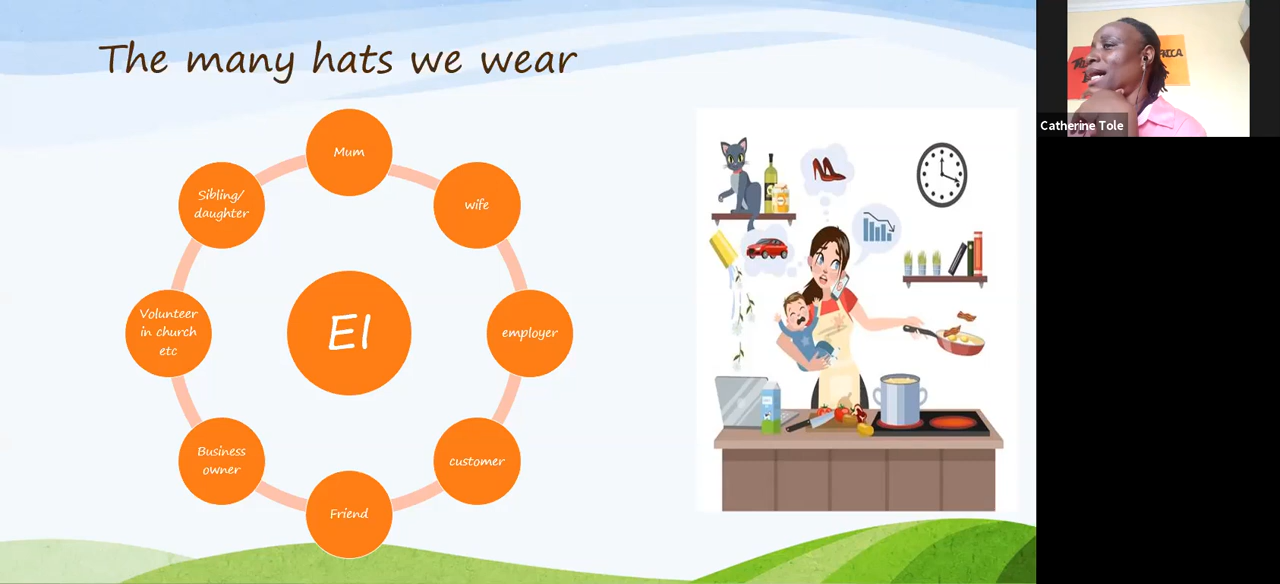 The many hats we wear
Mum
Sibling/
daughter
wife
Volunteer
in church
etc
EI
employer
Business
owner
customer
Friend
Catherine Tole